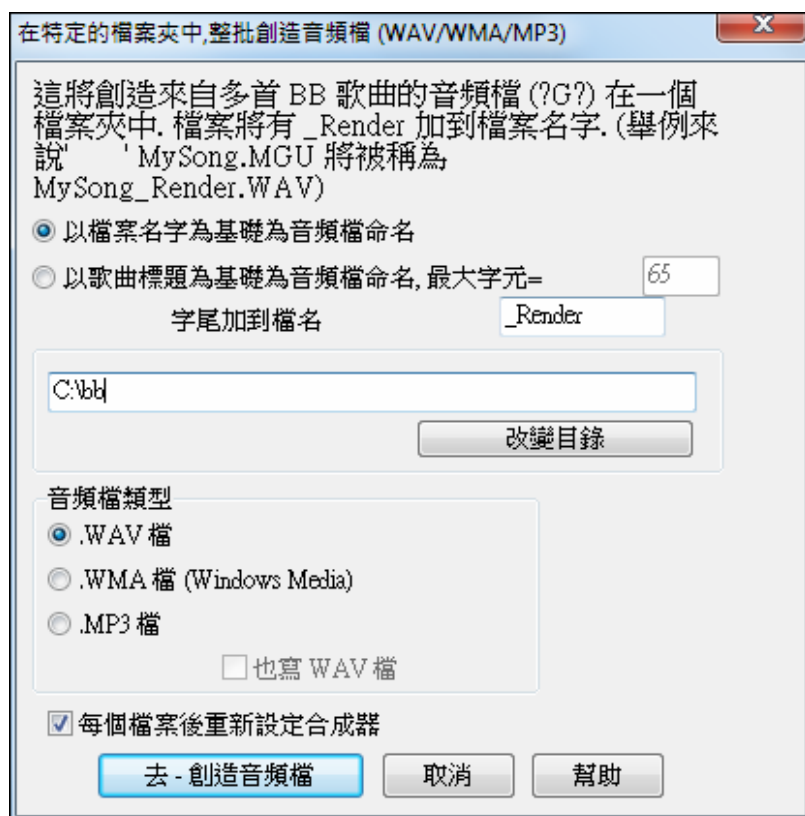 在特定的檔案夾中,整批創造音頻檔 (WAV/WMA/MP3)
這將創造來自多首 BB 歌曲的音頻檔 (?G?) 在一個
檔案夾中. 檔案將有 _Render 加到檔案名字. (舉例來
說' ' MySong.MGU 將被稱為
MySong_Render.WAV)
以檔案名字為基礎為音頻檔命名
以歌曲標題為基礎為音頻檔命名, 最大字元= 65
字尾加到檔名 _Render
C:\bb
改變目錄
音頻檔類型
.WAV 檔
.WMA 檔 (Windows Media)
.MP3 檔
也寫 WAV 檔
每個檔案後重新設定合成器
去 - 創造音頻檔 取消 幫助